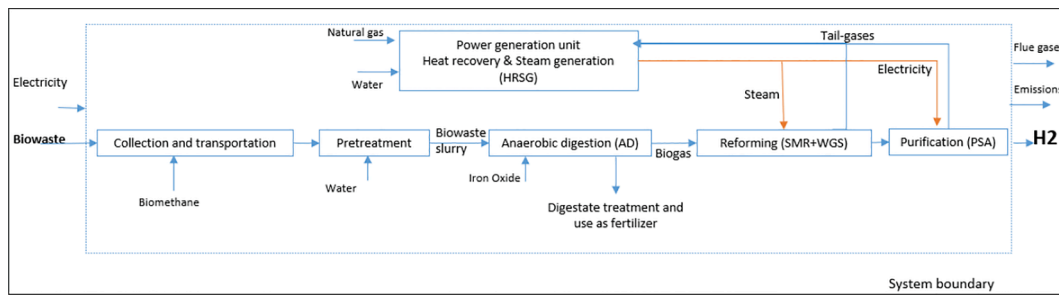 Natural gas
Power generation unit
Heat recovery & Steam generation
(HRSG)
Tail-gases
Flue gase
Electricity
Water
Electricity
Emissions
Steam
Biowaste
Collection and transportation
Pretreatment
Biowaste
slurry
Anaerobic digestion (AD)
Biogas
Reforming (SMR+WGS)
Purification (PSA)
H2
Biomethane
Water
Iron Oxide
Digestate treatment and
use as fertilizer
System boundary